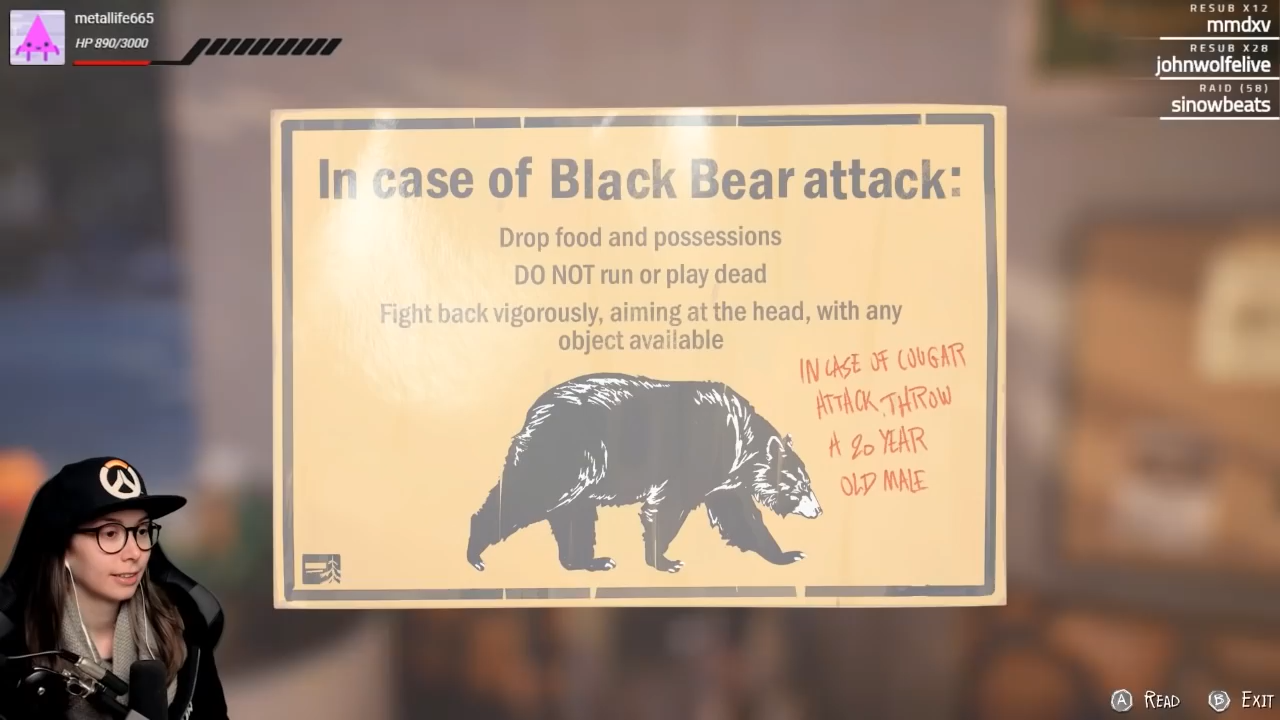 metallife665
HP 890/3000
RESUB X12
mmdxv
RESUB X28
johnwolfelive
RAID (58)
sinowbeats
In case of Black Bear attack:
Drop food and possessions
DO NOT run or play dead
Fight back vigorously, aiming at the head, with any
object available
IN CASE OF COUGAR
ATTACK, THROW
A 20 YEAR
OLD MALE
A READ B EXIT